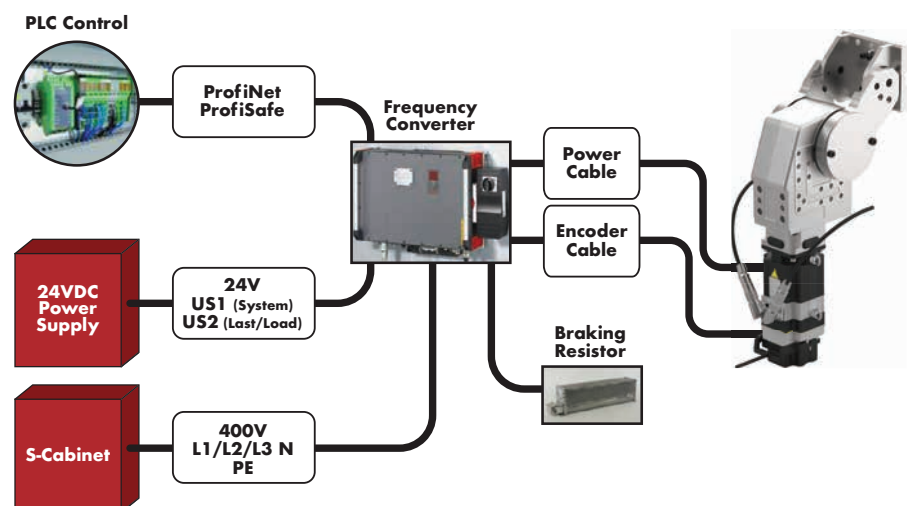 PLC Control
ProfiNet
ProfiSafe
Frequency
Converter
Power
Cable
Encoder
Cable
24VDC
Power
Supply
24V
US1 (System)
US2 (Last/Load)
Braking
Resistor
S-Cabinet
400V
L1/L2/L3 N
PE